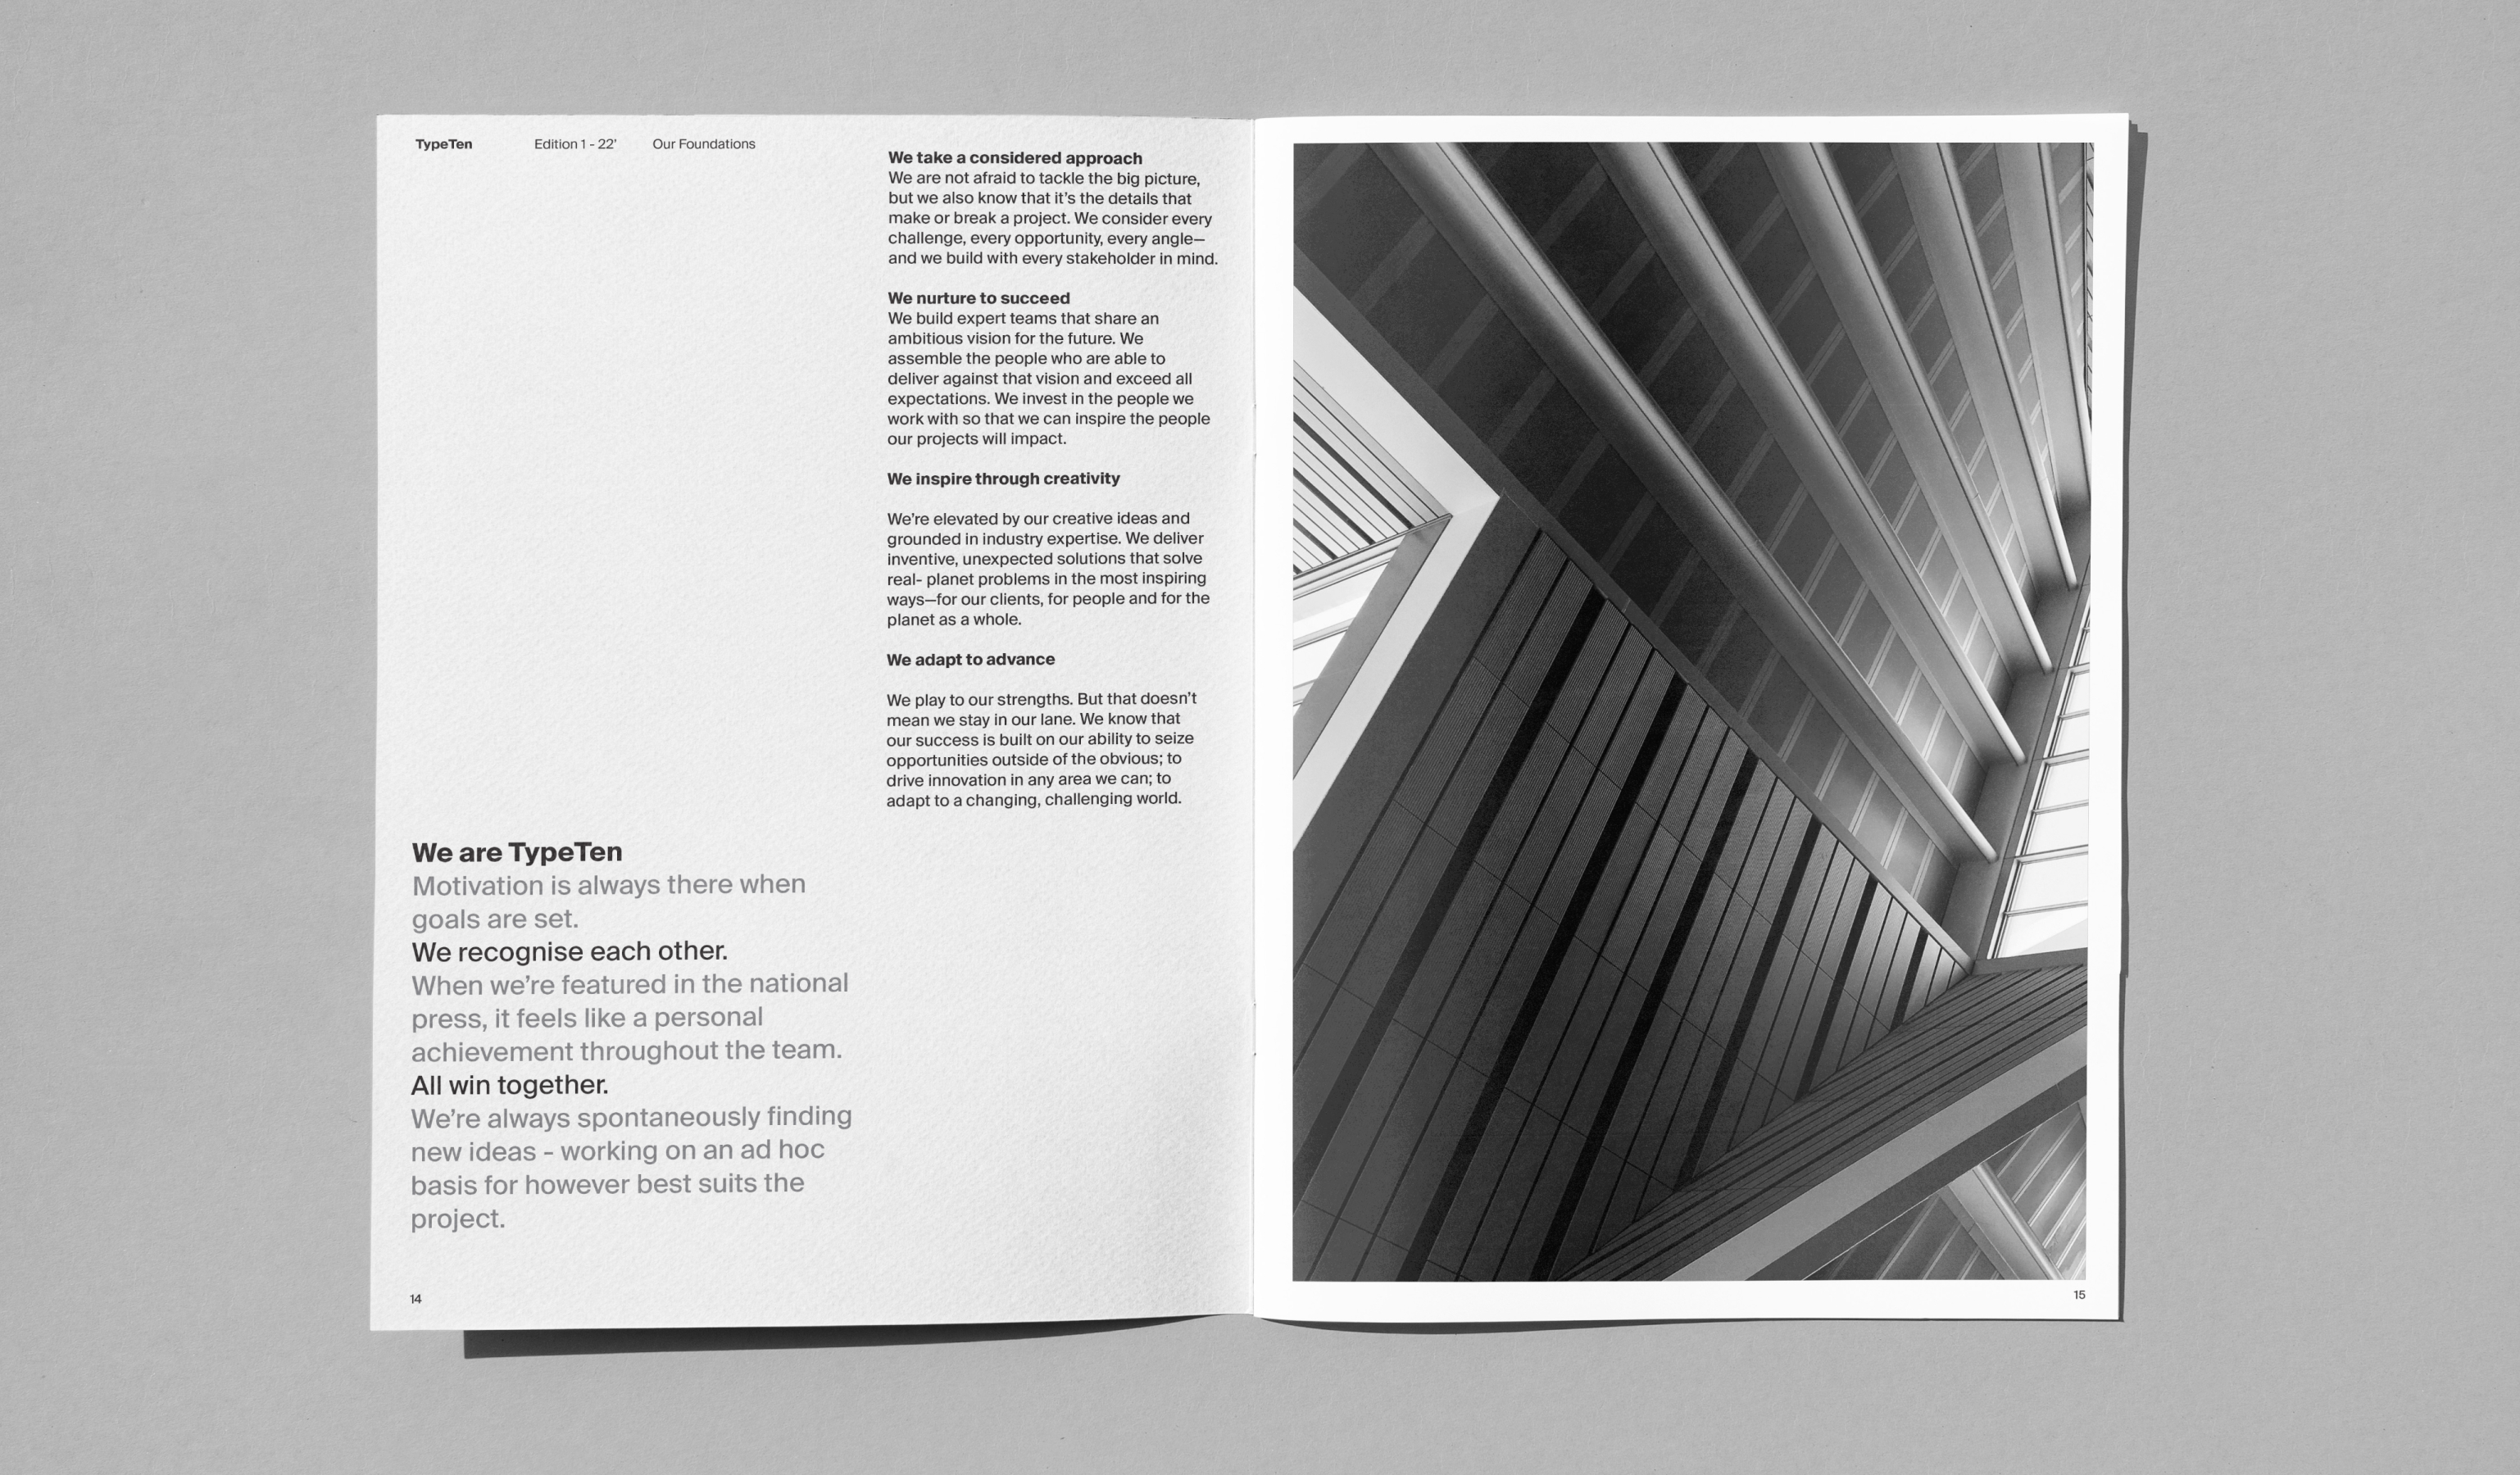 TypeTen Edition 1 - 22' Our Foundations
We take a considered approach
We are not afraid to tackle the big picture,
but we also know that it's the details that
make or break a project. We consider every
challenge, every opportunity, every angle—
and we build with every stakeholder in mind.
We nurture to succeed
We build expert teams that share an
ambitious vision for the future. We
assemble the people who are able to
deliver against that vision and exceed all
expectations. We invest in the people we
work with so that we can inspire the people
our projects will impact.
We inspire through creativity
We're elevated by our creative ideas and
grounded in industry expertise. We deliver
inventive, unexpected solutions that solve
real- planet problems in the most inspiring
ways—for our clients, for people and for the
planet as a whole.
We adapt to advance
We play to our strengths. But that doesn't
mean we stay in our lane. We know that
our success is built on our ability to seize
opportunities outside of the obvious; to
drive innovation in any area we can; to
adapt to a changing, challenging world.
We are TypeTen
Motivation is always there when
goals are set.
We recognise each other.
When we're featured in the national
press, it feels like a personal
achievement throughout the team.
All win together.
We're always spontaneously finding
new ideas - working on an ad hoc
basis for however best suits the
project.
14
15